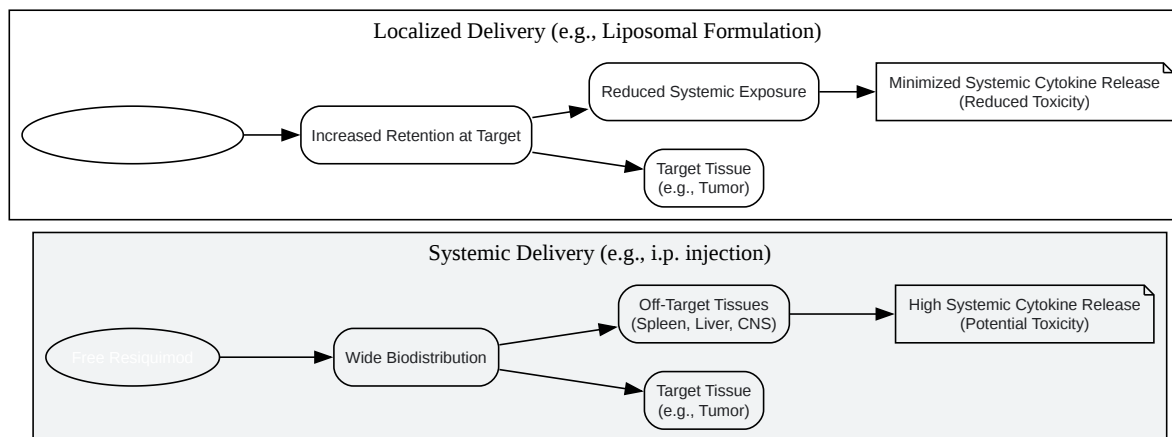 Localized Delivery (e.g., Liposomal Formulation)
Increased Retention at Target
Reduced Systemic Exposure
Minimized Systemic Cytokine Release
(Reduced Toxicity)
Target Tissue
(e.g., Tumor)
Systemic Delivery (e.g., i.p. injection)
Free Resiquimod
Wide Biodistribution
Off-Target Tissues
(Spleen, Liver, CNS)
High Systemic Cytokine Release
(Potential Toxicity)
Target Tissue
(e.g., Tumor)